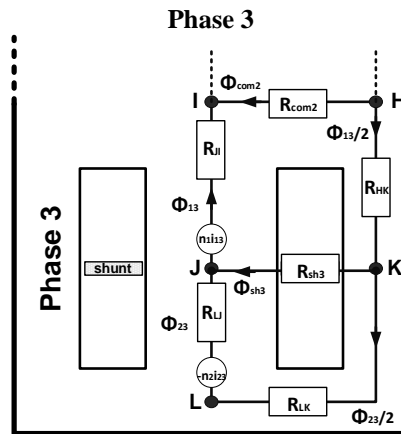 Phase 3
Φcom2
I
Rcom2
H
Φ13/2
RJI
RHK
Φ13
n1i13
Phase 3
shunt
J
Rsh3
K
Φsh3
Φ23
RLJ
-n2i23
L
RLK
Φ23/2